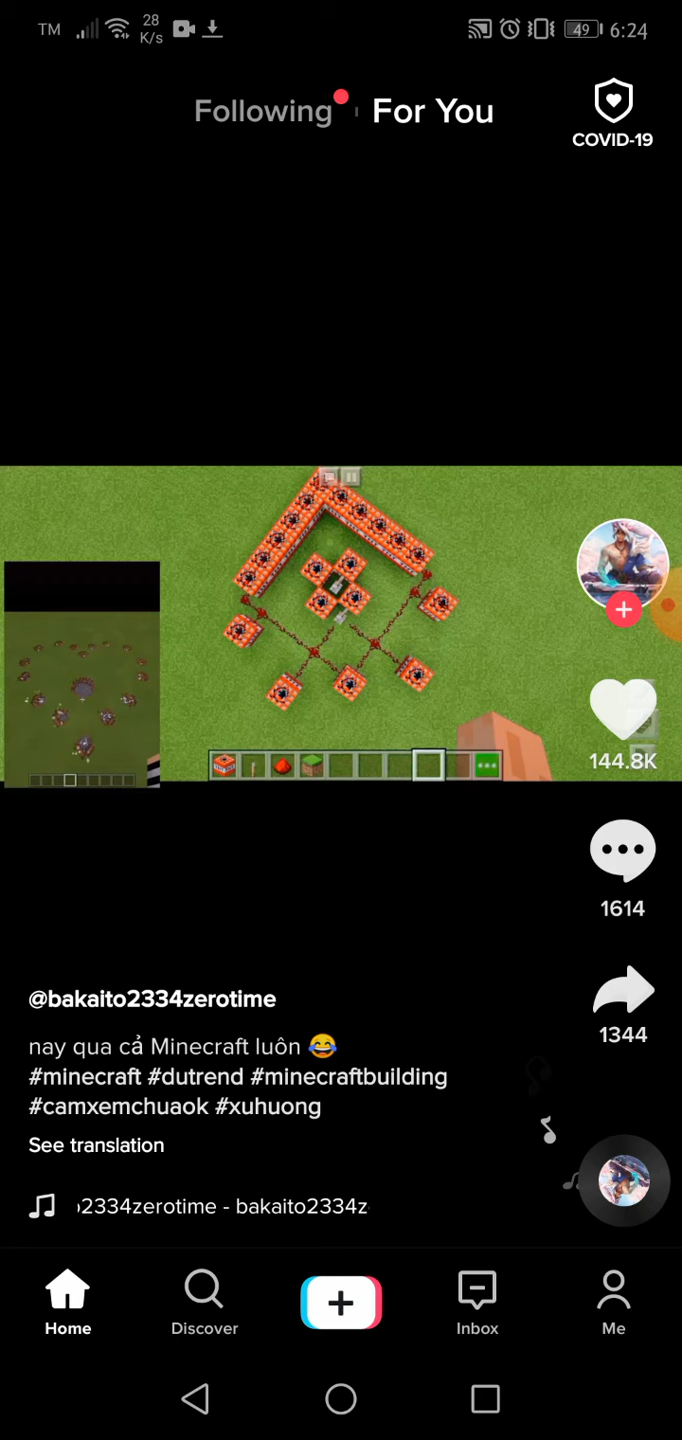 TM
28
K/s
49
6:24
Following
For You
COVID-19
144.8K
1614
@bakaito2334zerotime
nay qua cả Minecraft luôn 😂
1344
#minecraft #dutrend #minecraftbuilding
#camxemchuaok #xuhuong
See translation
2334zerotime - bakaito2334z
Home
Discover
Inbox
Me